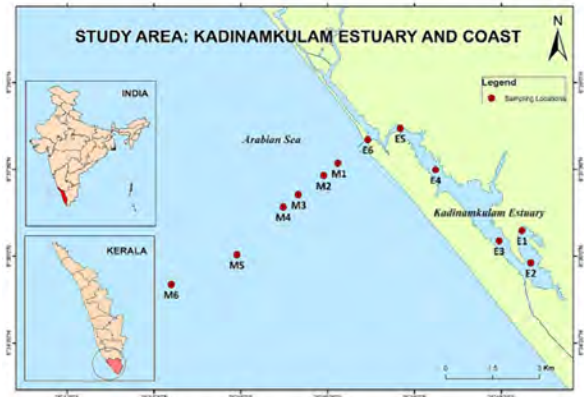 STUDY AREA: KADINAMKULAM ESTUARY AND COAST
N
INDIA
Legend
Sampling Locations
Arabian Sea
E5
E6
M1
E4
M2
M3
M4
Kadinamkulam Estuary
E1
E3
KERALA
M5
E2
M6
0 1.5 3 Km